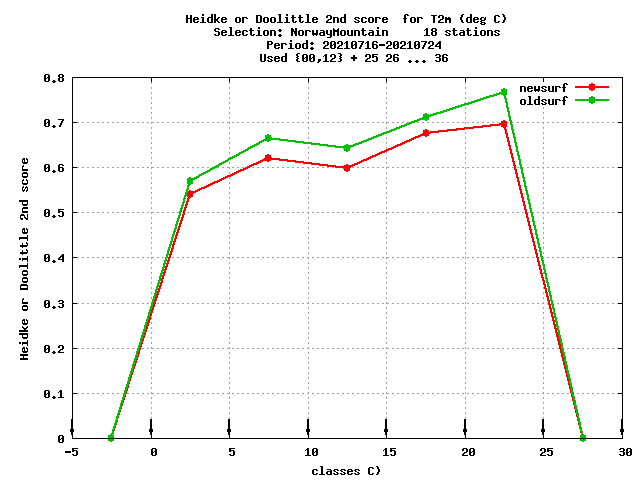 Heidke or Doolittle 2nd score  for T2m (deg C)
Selection: NorwayMountain     18 stations
Period: 20210716-20210724
Used {00,12} + 25 26 ... 36
newsurf
oldsurf
0.8
0.7
0.6
0.5
0.4
0.3
0.2
0.1
0
Heidke or Doolittle 2nd score
-5 0 5 10 15 20 25 30
classes C)